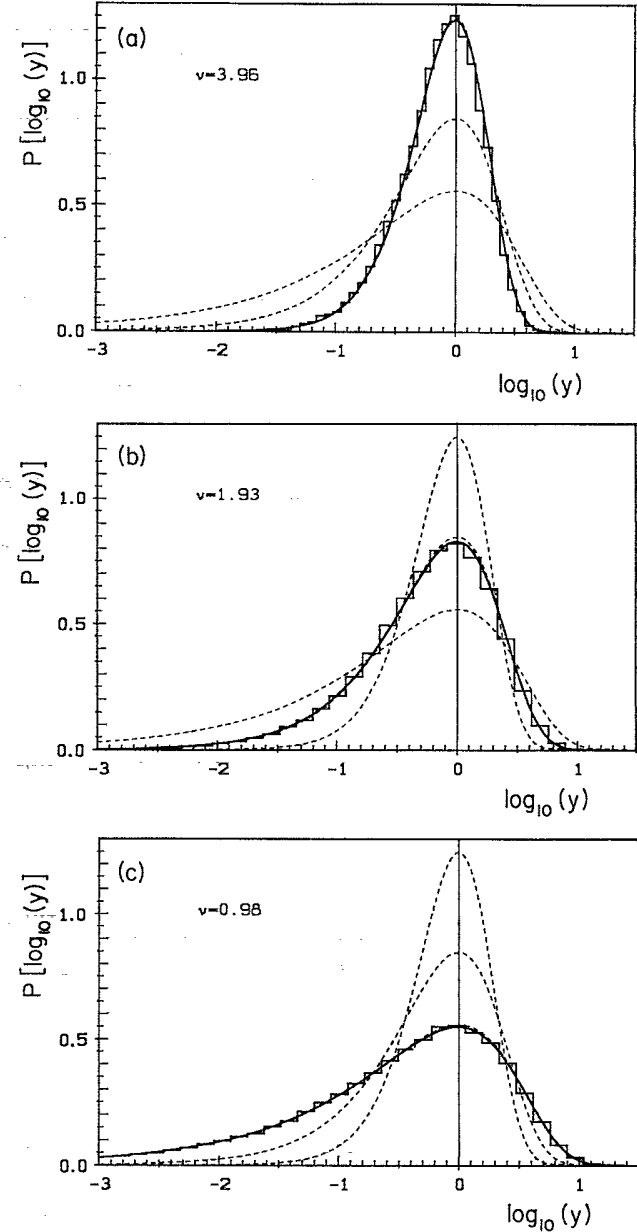 (a)
ν=3.96
P [log₁₀ (y)]
1.0
0.5
0.0
-3 -2 -1 0 1
log₁₀ (y)
(b)
ν=1.93
P [log₁₀ (y)]
1.0
0.5
0.0
-3 -2 -1 0 1
log₁₀ (y)
(c)
ν=0.98
P [log₁₀ (y)]
1.0
0.5
0.0
-3 -2 -1 0 1
log₁₀ (y)